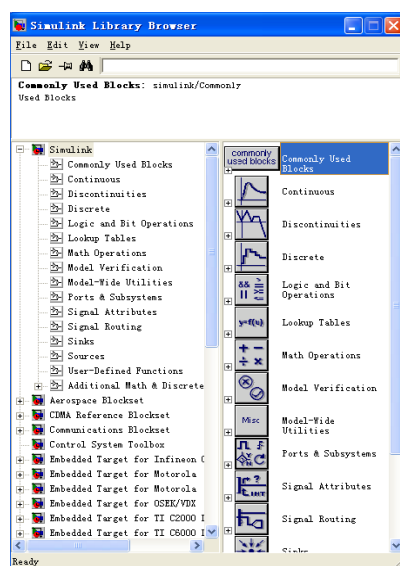 Simulink Library Browser
File Edit View Help
Commonly Used Blocks: simulink/Commonly
Used Blocks
Simulink
Commonly Used Blocks
Continuous
Discontinuities
Discrete
Logic and Bit Operations
Lookup Tables
Math Operations
Model Verification
Model-Wide Utilities
Ports & Subsystems
Signal Attributes
Signal Routing
Sinks
Sources
User-Defined Functions
Additional Math & Discrete
Aerospace Blockset
CDMA Reference Blockset
Communications Blockset
Control System Toolbox
Embedded Target for Infineon C
Embedded Target for Motorola
Embedded Target for Motorola
Embedded Target for OSEK/VDX
Embedded Target for TI C2000 I
Embedded Target for TI C6000 I
commonly
used blocks
Commonly Used
Blocks
Continuous
Discontinuities
Discrete
Logic and Bit
Operations
y=f(u)
Lookup Tables
Math Operations
Model Verification
Misc
Model-Wide
Utilities
Ports & Subsystems
Signal Attributes
Signal Routing
Sinks
Ready